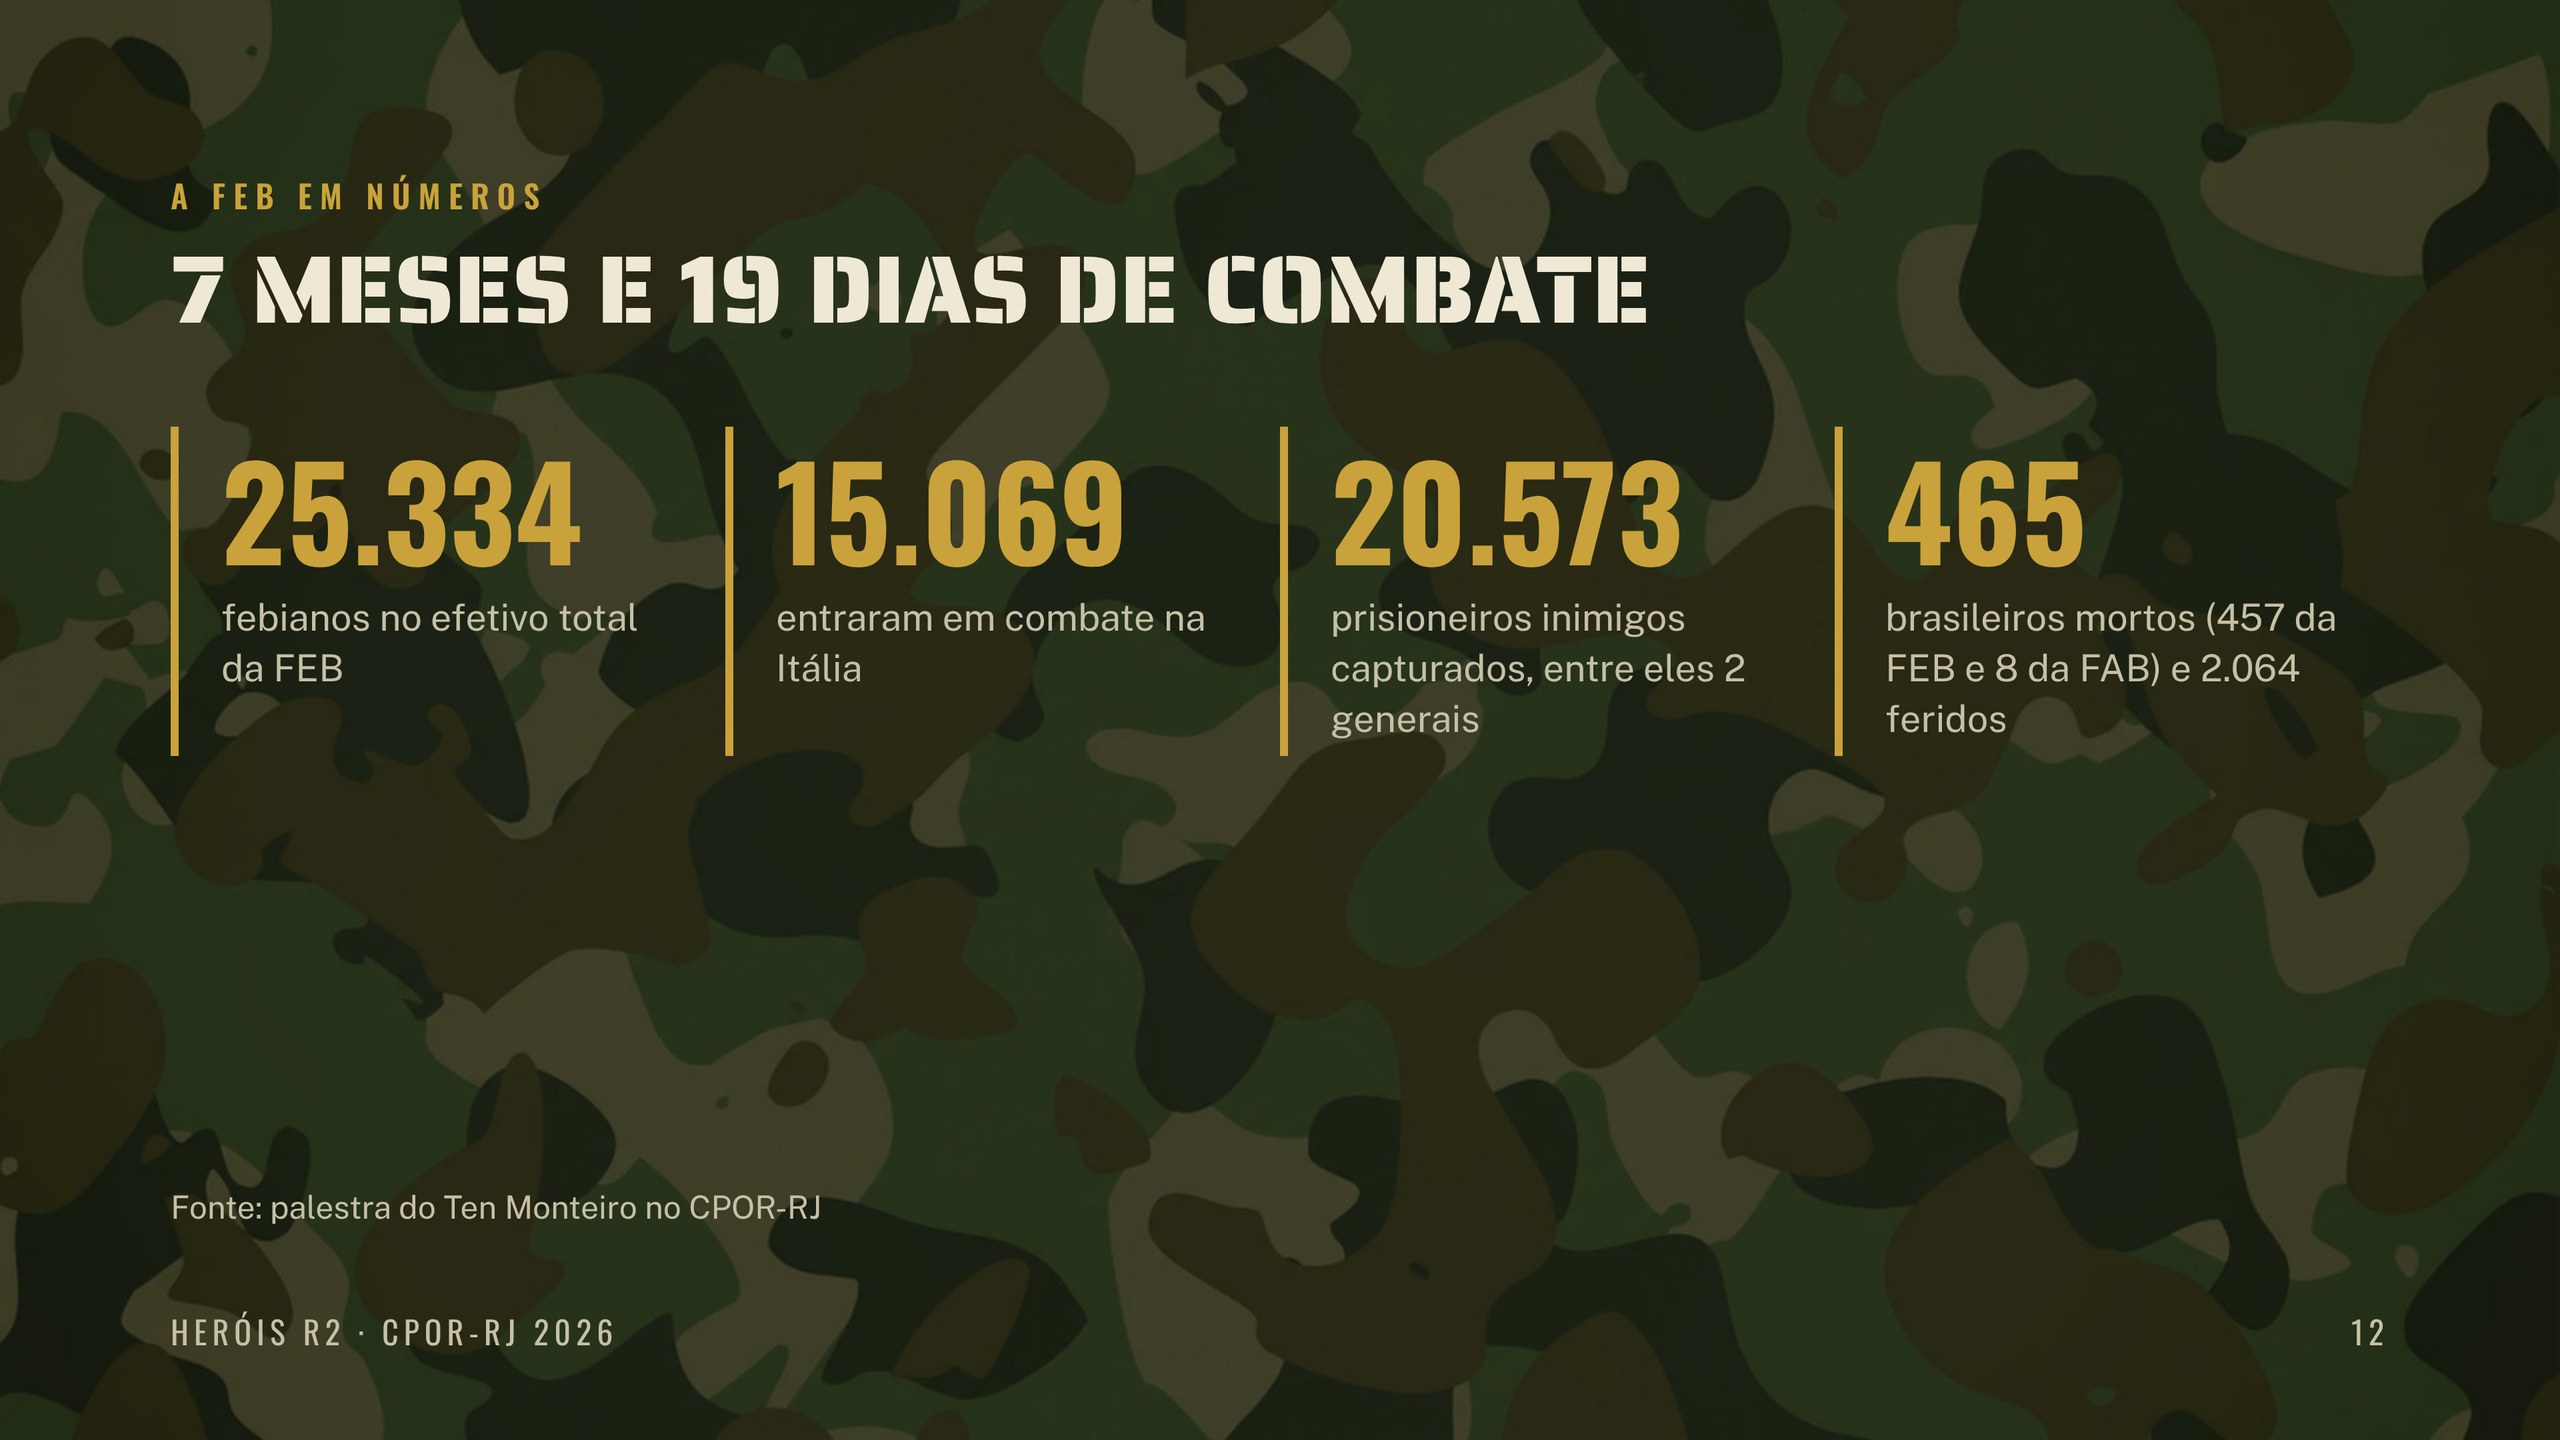 A FEB EM NÚMEROS
7 MESES E 19 DIAS DE COMBATE
25.334
febianos no efetivo total
da FEB
15.069
entraram em combate na
Itália
20.573
prisioneiros inimigos
capturados, entre eles 2
generais
465
brasileiros mortos (457 da
FEB e 8 da FAB) e 2.064
feridos
Fonte: palestra do Ten Monteiro no CPOR-RJ
HERÓIS R2 · CPOR-RJ 2026
12